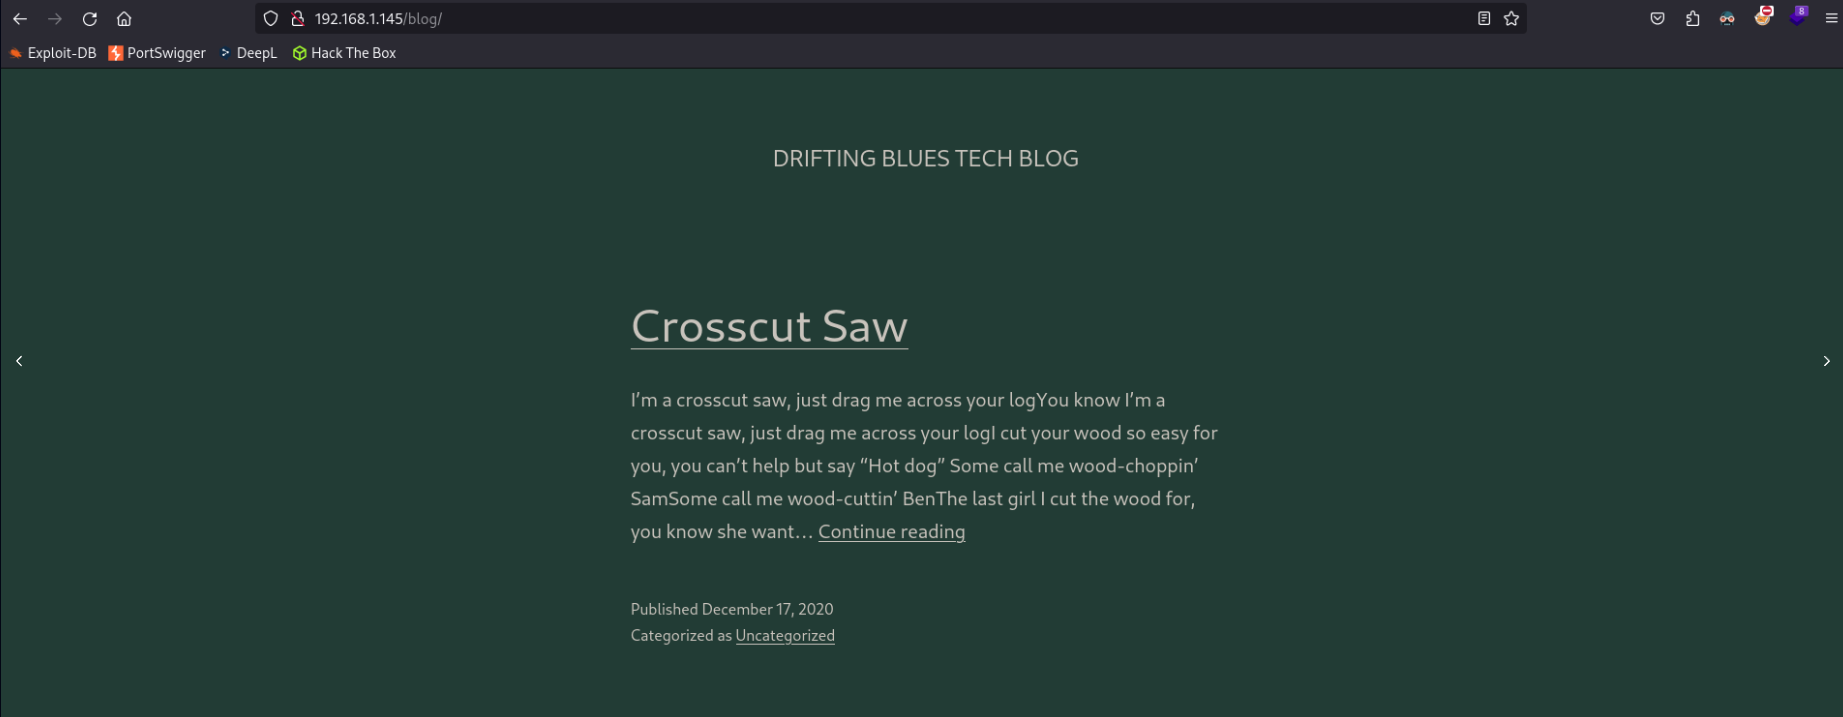 192.168.1.145/blog/
8
Exploit-DB PortSwigger DeepL Hack The Box
DRIFTING BLUES TECH BLOG
Crosscut Saw
I’m a crosscut saw, just drag me across your logYou know I’m a
crosscut saw, just drag me across your logI cut your wood so easy for
you, you can’t help but say “Hot dog” Some call me wood-choppin’
SamSome call me wood-cuttin’ BenThe last girl I cut the wood for,
you know she want… Continue reading
Published December 17, 2020
Categorized as Uncategorized